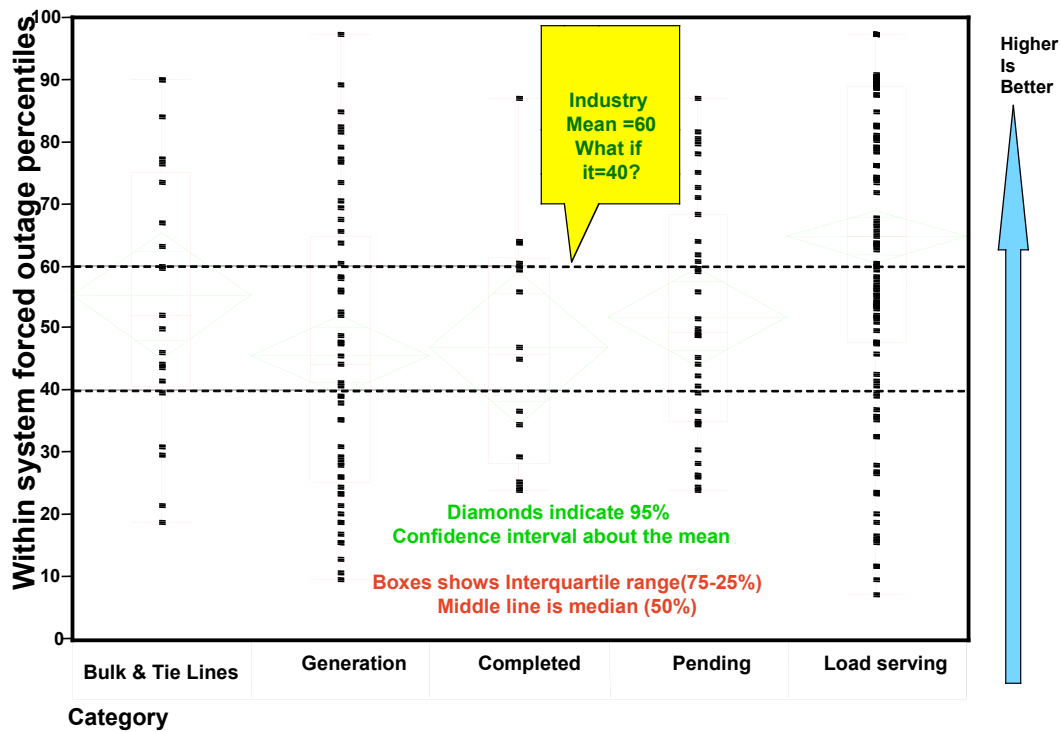 Within system forced outage percentiles
100
90
80
70
60
50
40
30
20
10
0
Industry
Mean =60
What if
it=40?
Higher
Is
Better
Diamonds indicate 95%
Confidence interval about the mean
Boxes shows Interquartile range(75-25%)
Middle line is median (50%)
Bulk & Tie Lines
Generation
Completed
Pending
Load serving
Category